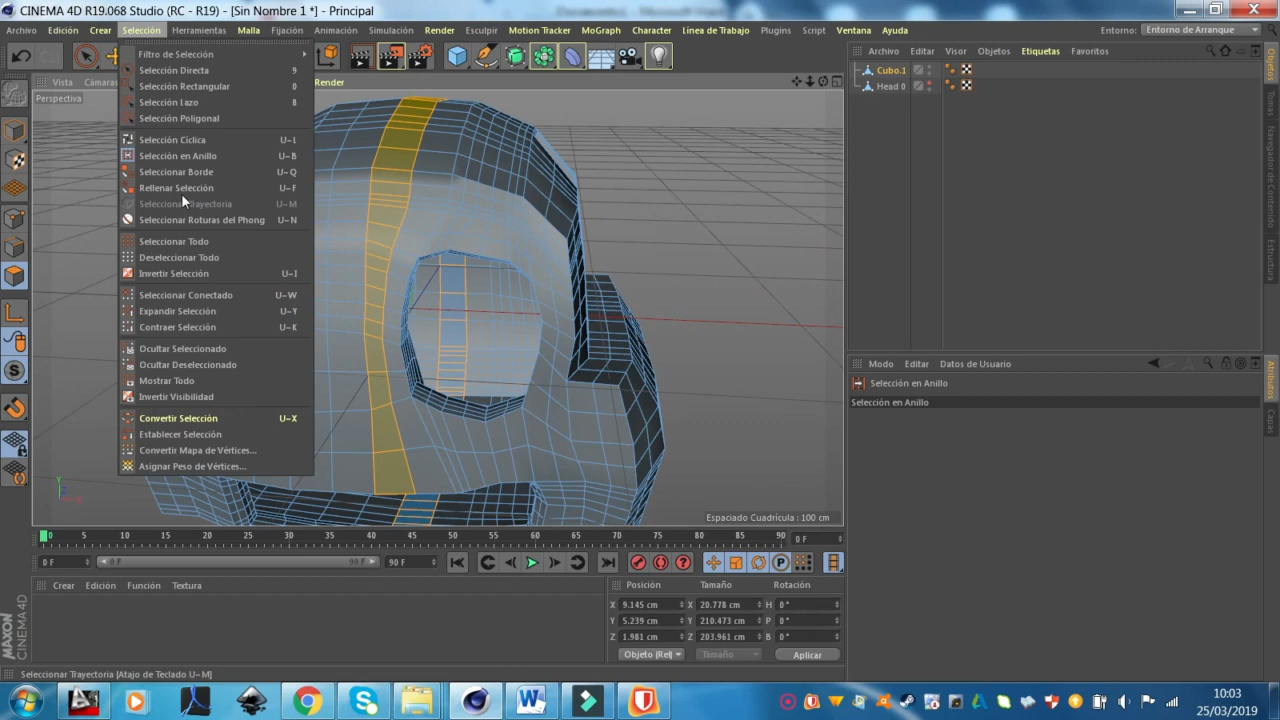 CINEMA 4D R19.068 Studio (RC - R19) - [Sin Nombre 1 *] - Principal
Archivo Edición Crear Selección Herramientas Malla Fijación Animación Simulación Render Esculpir Motion Tracker MoGraph Character Línea de Trabajo Plugins Script Ventana Ayuda Entorno: Entorno de Arranque
Archivo Editar Visor Objetos Etiquetas Favoritos
Cubo.1
Head 0
Vista Cámaras Render
Perspectiva
Filtro de Selección
Selección Directa 9
Selección Rectangular 0
Selección Lazo 8
Selección Poligonal
Selección Cíclica U~L
Selección en Anillo U~B
Seleccionar Borde U~Q
Rellenar Selección U~F
Seleccionar Trayectoria U~M
Seleccionar Roturas del Phong U~N
Seleccionar Todo
Deseleccionar Todo
Invertir Selección U~I
Seleccionar Conectado U~W
Expandir Selección U~Y
Contraer Selección U~K
Ocultar Seleccionado
Ocultar Deseleccionado
Mostrar Todo
Invertir Visibilidad
Convertir Selección U~X
Establecer Selección
Convertir Mapa de Vértices...
Asignar Peso de Vértices...
Y
Z
X
Espaciado Cuadrícula : 100 cm
Objetos
Tomas
Navegador de Contenido
Estructura
Modo Editar Datos de Usuario
Selección en Anillo
Selección en Anillo
Atributos
Capas
0 5 10 15 20 25 30 35 40 45 50 55 60 65 70 75 80 85 90 0 F
0 F 0 F 90 F 90 F
Crear Edición Función Textura
Posición Tamaño Rotación
X 9.145 cm X 20.778 cm H 0 °
Y 5.239 cm Y 210.473 cm P 0 °
Z 1.981 cm Z 203.961 cm B 0 °
Objeto (Rel) Tamaño Aplicar
MAXON
CINEMA 4D
Seleccionar Trayectoria [Atajo de Teclado U~M]
10:03
25/03/2019